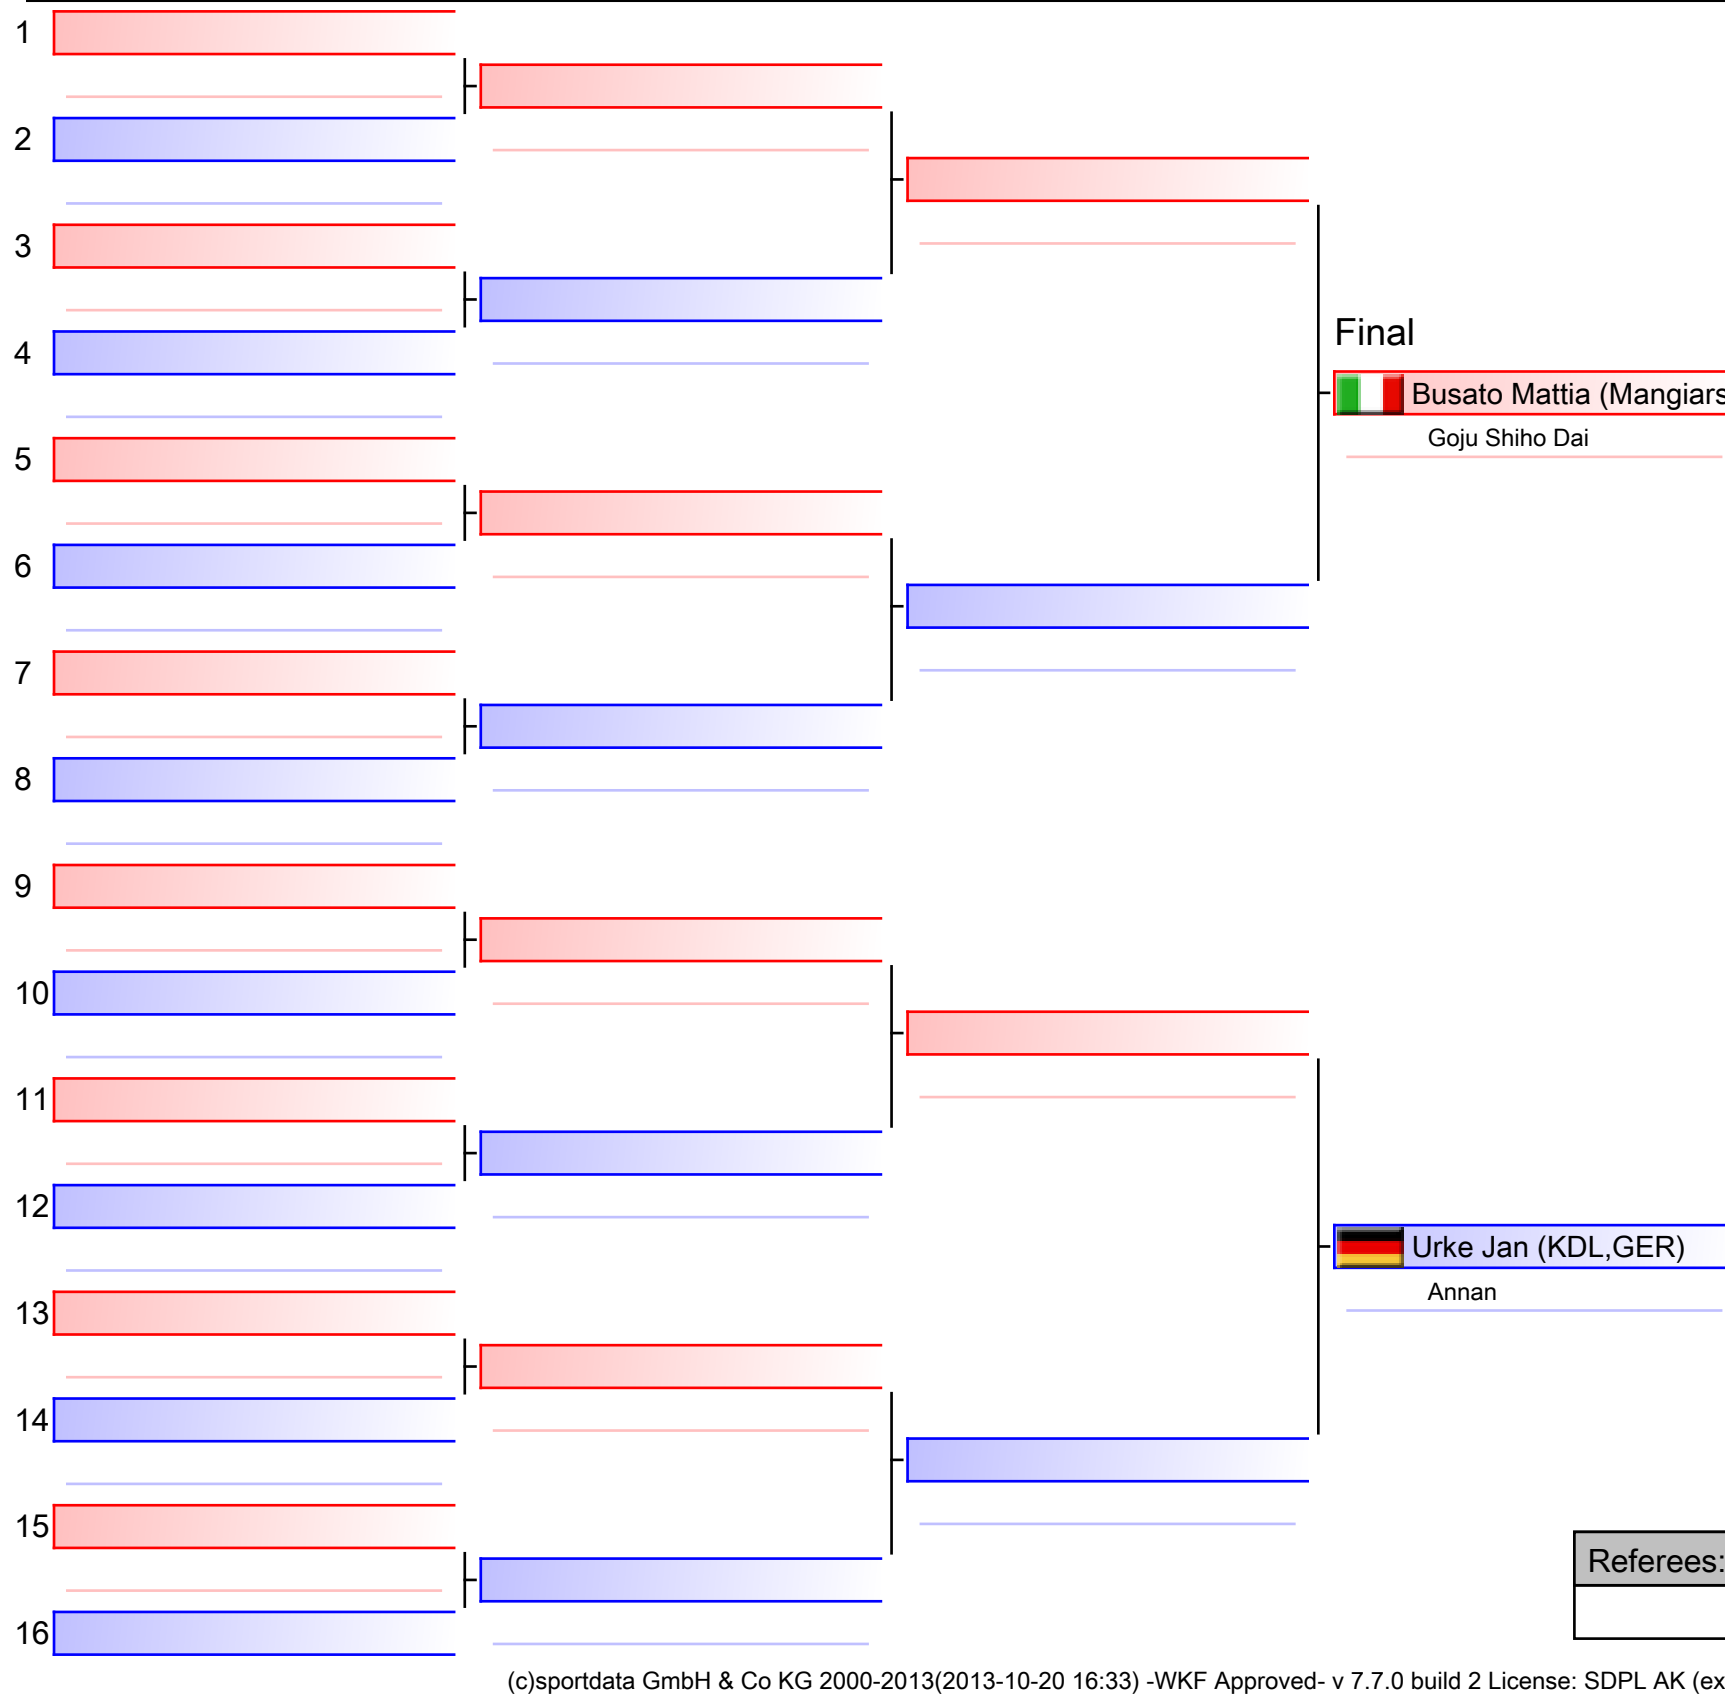 1
2
3
4
Final
Busato Mattia (Mangiars
Goju Shiho Dai
5
6
7
8
9
10
11
12
Urke Jan (KDL,GER)
Annan
13
14
15
Referees:
16
(c)sportdata GmbH & Co KG 2000-2013(2013-10-20 16:33) -WKF Approved- v 7.7.0 build 2 License: SDPL AK (ex